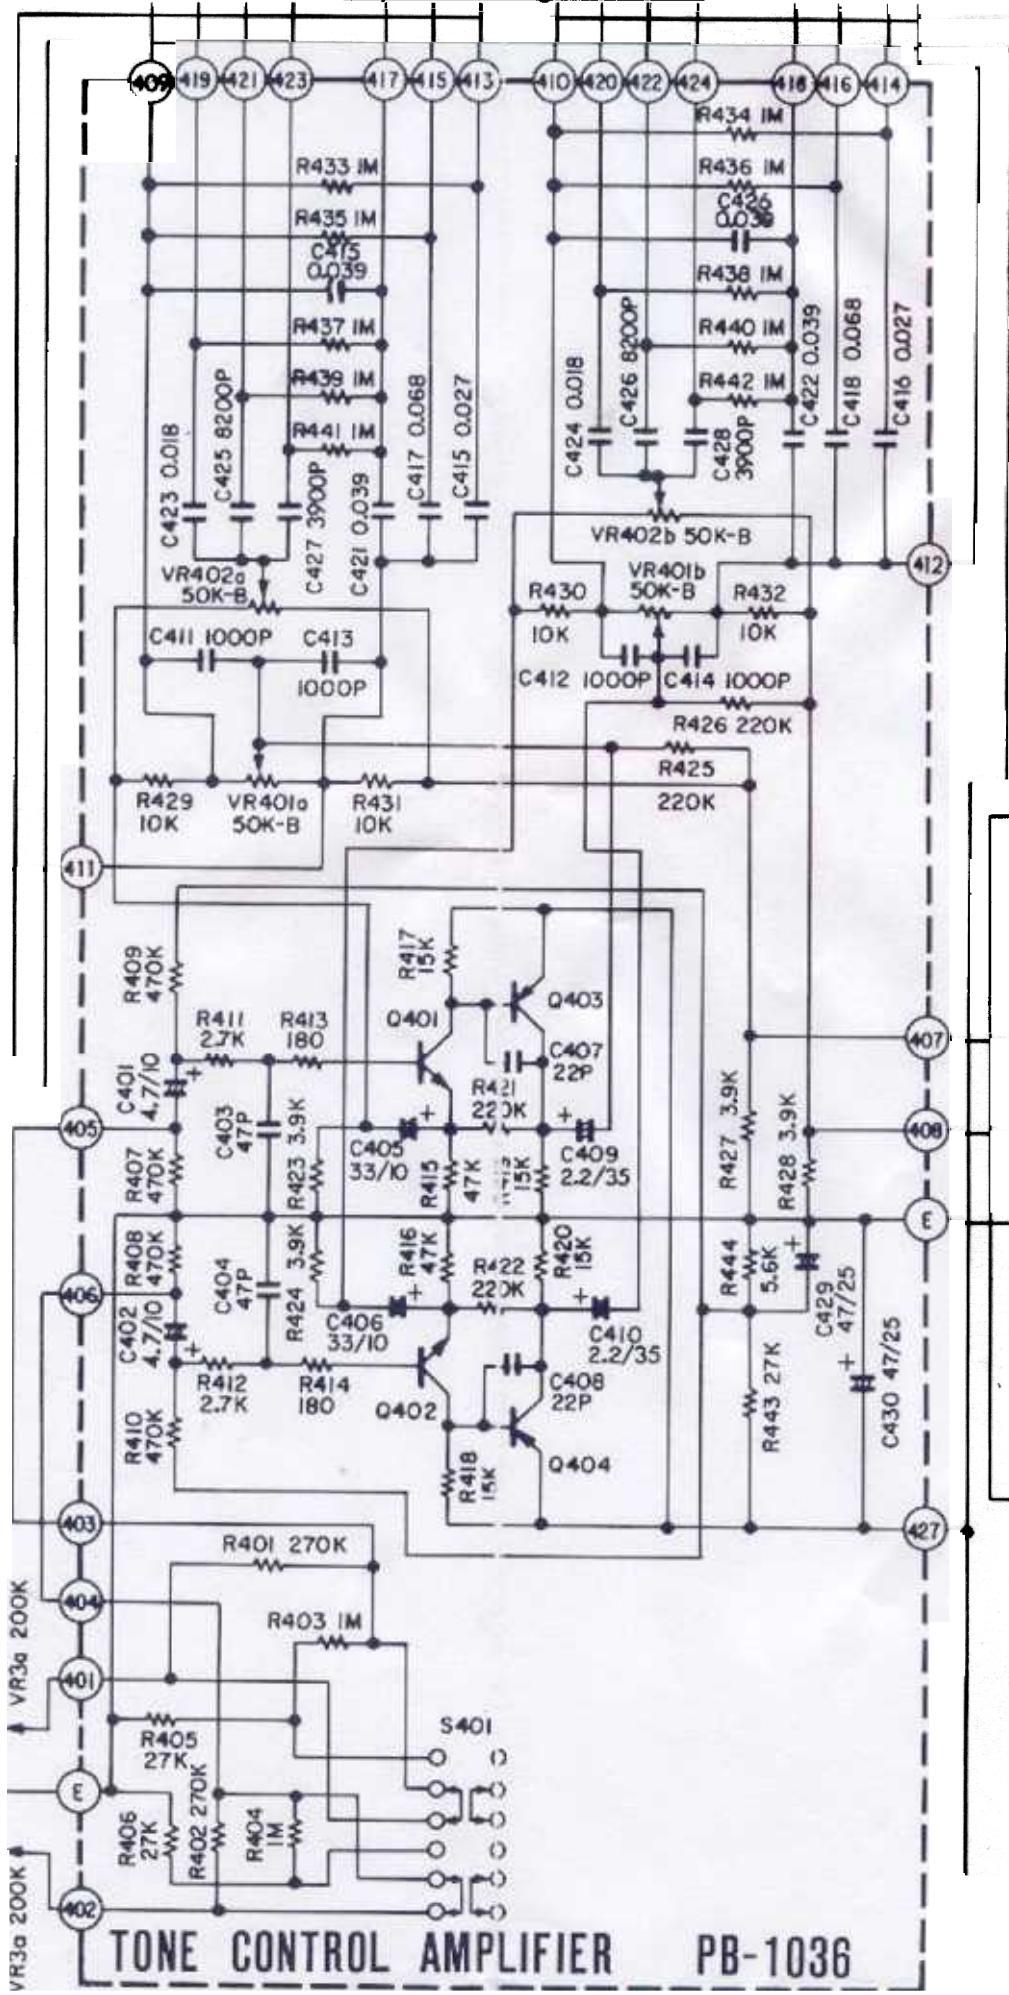 409 419 421 423 417 415 413 410 420 422 424 418 416 414
R434 1M
R433 1M
R436 1M
C426
0.039
R435 1M
C415
0.039
R438 1M
R437 1M
R440 1M
R439 1M
R442 1M
R441 1M
C423 0.018
C425 8200P
C427 3900P
C421 0.039
C417 0.068
C415 0.027
C424 0.018
C426 8200P
C428
3900P
C422 0.039
C418 0.068
C416 0.027
VR402b 50K-B
412
VR402a
50K-B
VR401b
50K-B
R430
10K
R432
10K
C411 1000P
C413
1000P
C412 1000P
C414 1000P
R426 220K
R425
220K
R429
10K
VR401a
50K-B
R431
10K
411
R409
470K
R417
15K
R411
2.7K
R413
180
Q401
Q403
C407
22P
407
C401
4.7/10
C403
47P
R423 3.9K
R421
220K
R427 3.9K
R428 3.9K
405
408
C405
33/10
R415
47K
15K
C409
2.2/35
R407
470K
E
R408
470K
C404
47P
R424 3.9K
R416
47K
R422
220K
R420
15K
R444
5.6K
C429
47/25
406
C402
4.7/10
C406
33/10
C410
2.2/35
C430 47/25
R412
2.7K
R414
180
Q402
C408
22P
R443 27K
R410
470K
R418
15K
Q404
403
427
R401 270K
404
R403 1M
VR3a 200K
401
R405
27K
S401
E
R406
27K
R402 270K
R404
1M
VR3a 200K
402
TONE CONTROL AMPLIFIER PB-1036